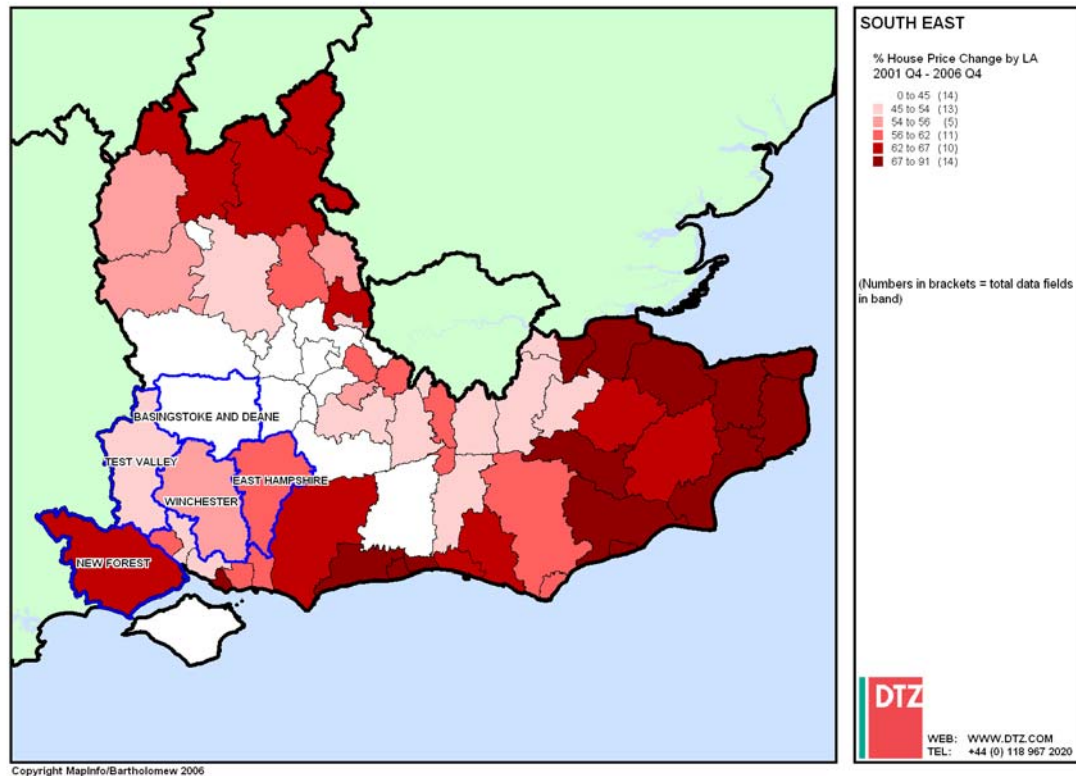 SOUTH EAST
% House Price Change by LA
2001 Q4 - 2006 Q4
0 to 45 (14)
45 to 54 (13)
54 to 56 (5)
56 to 62 (11)
62 to 67 (10)
67 to 91 (14)
(Numbers in brackets = total data fields
in band)
BASINGSTOKE AND DEANE
TEST VALLEY
EAST HAMPSHIRE
WINCHESTER
NEW FOREST
DTZ
WEB: WWW.DTZ.COM
TEL: +44 (0) 118 967 2020
Copyright MapInfo/Bartholomew 2006